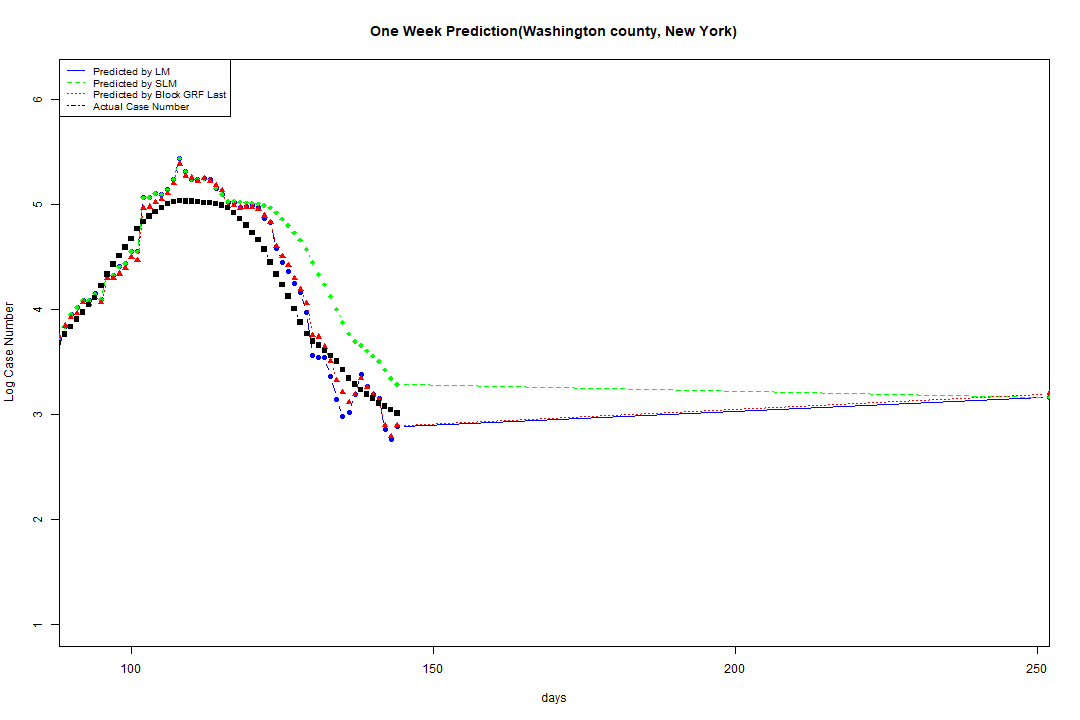 One Week Prediction(Washington county, New York)
Predicted by LM
Predicted by SLM
Predicted by Block GRF Last
Actual Case Number
6
5
4
3
2
1
Log Case Number
100
150
200
250
days